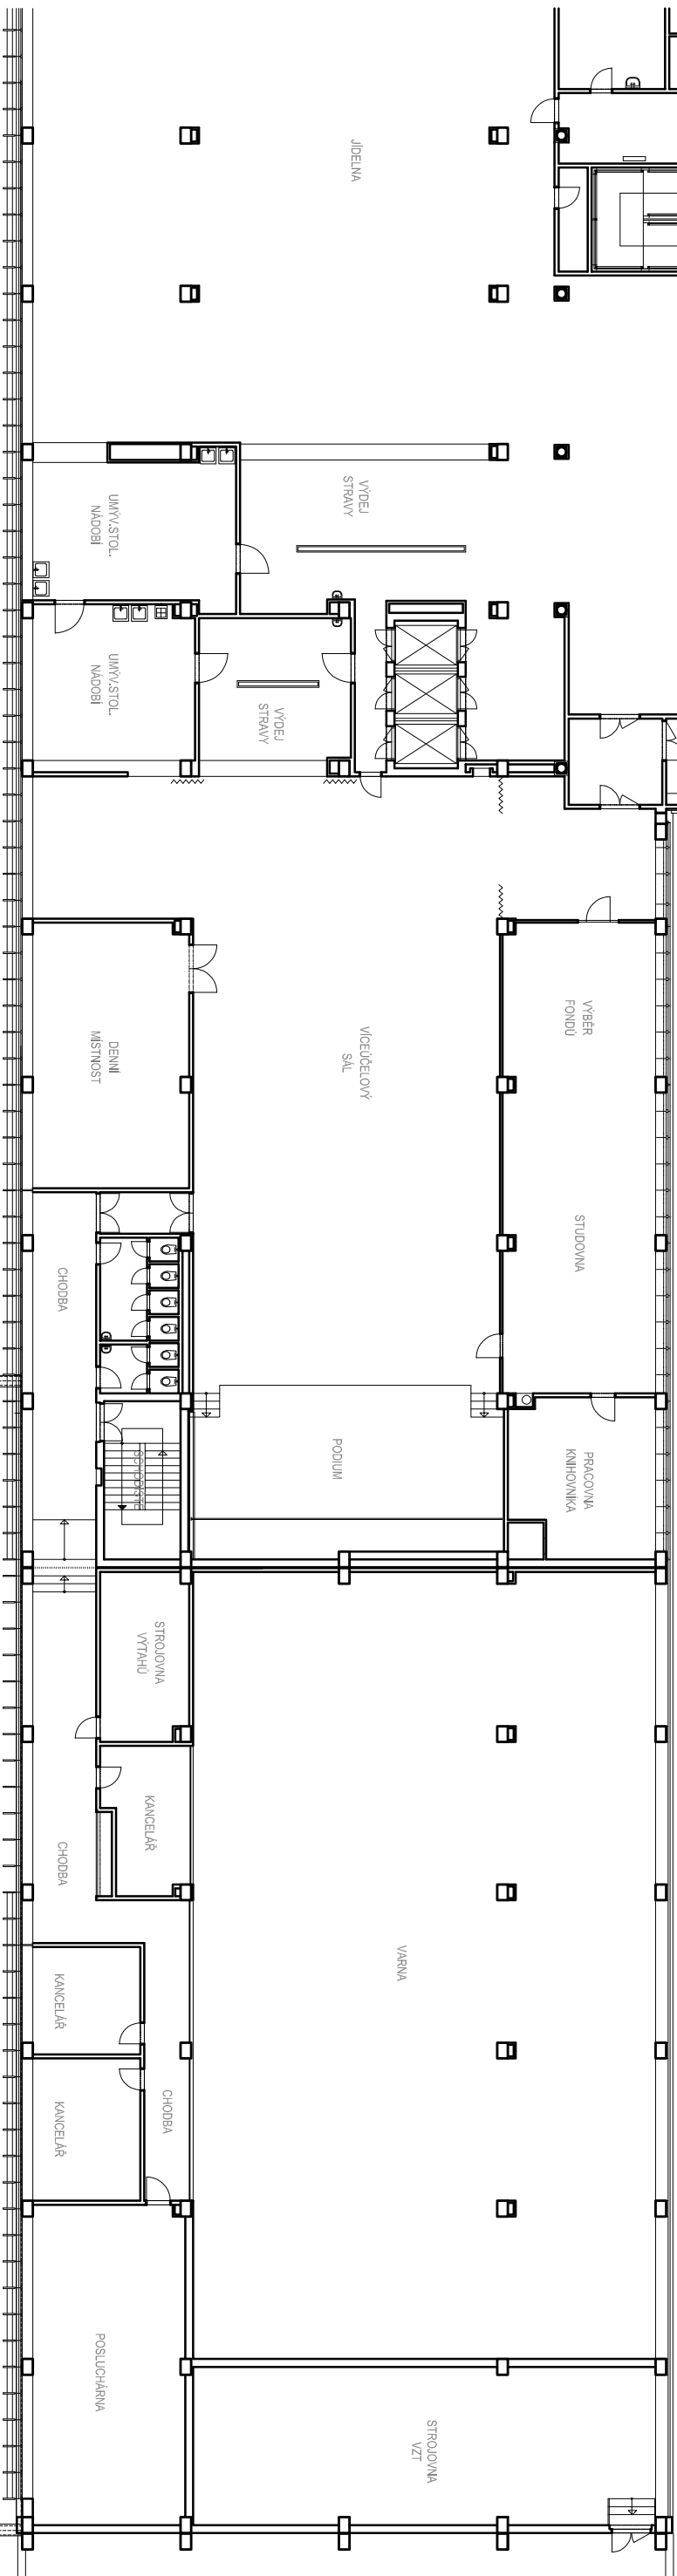 JÍDELNA
VÝDEJ
STRAVY
UMÝV.STOL.
NÁDOBÍ
UMÝV.STOL.
NÁDOBÍ
VÝDEJ
STRAVY
VÝBĚR
FONDŮ
VÍCEÚČELOVÝ
SÁL
DENNÍ
MÍSTNOST
STUDOVNA
CHODBA
PODIUM
PRACOVNA
KNIHOVNÍKA
SCHODIŠTĚ
STROJOVNA
VÝTAHŮ
KANCELÁŘ
CHODBA
VARNA
KANCELÁŘ
CHODBA
KANCELÁŘ
POSLUCHÁRNA
STROJOVNA
VZT